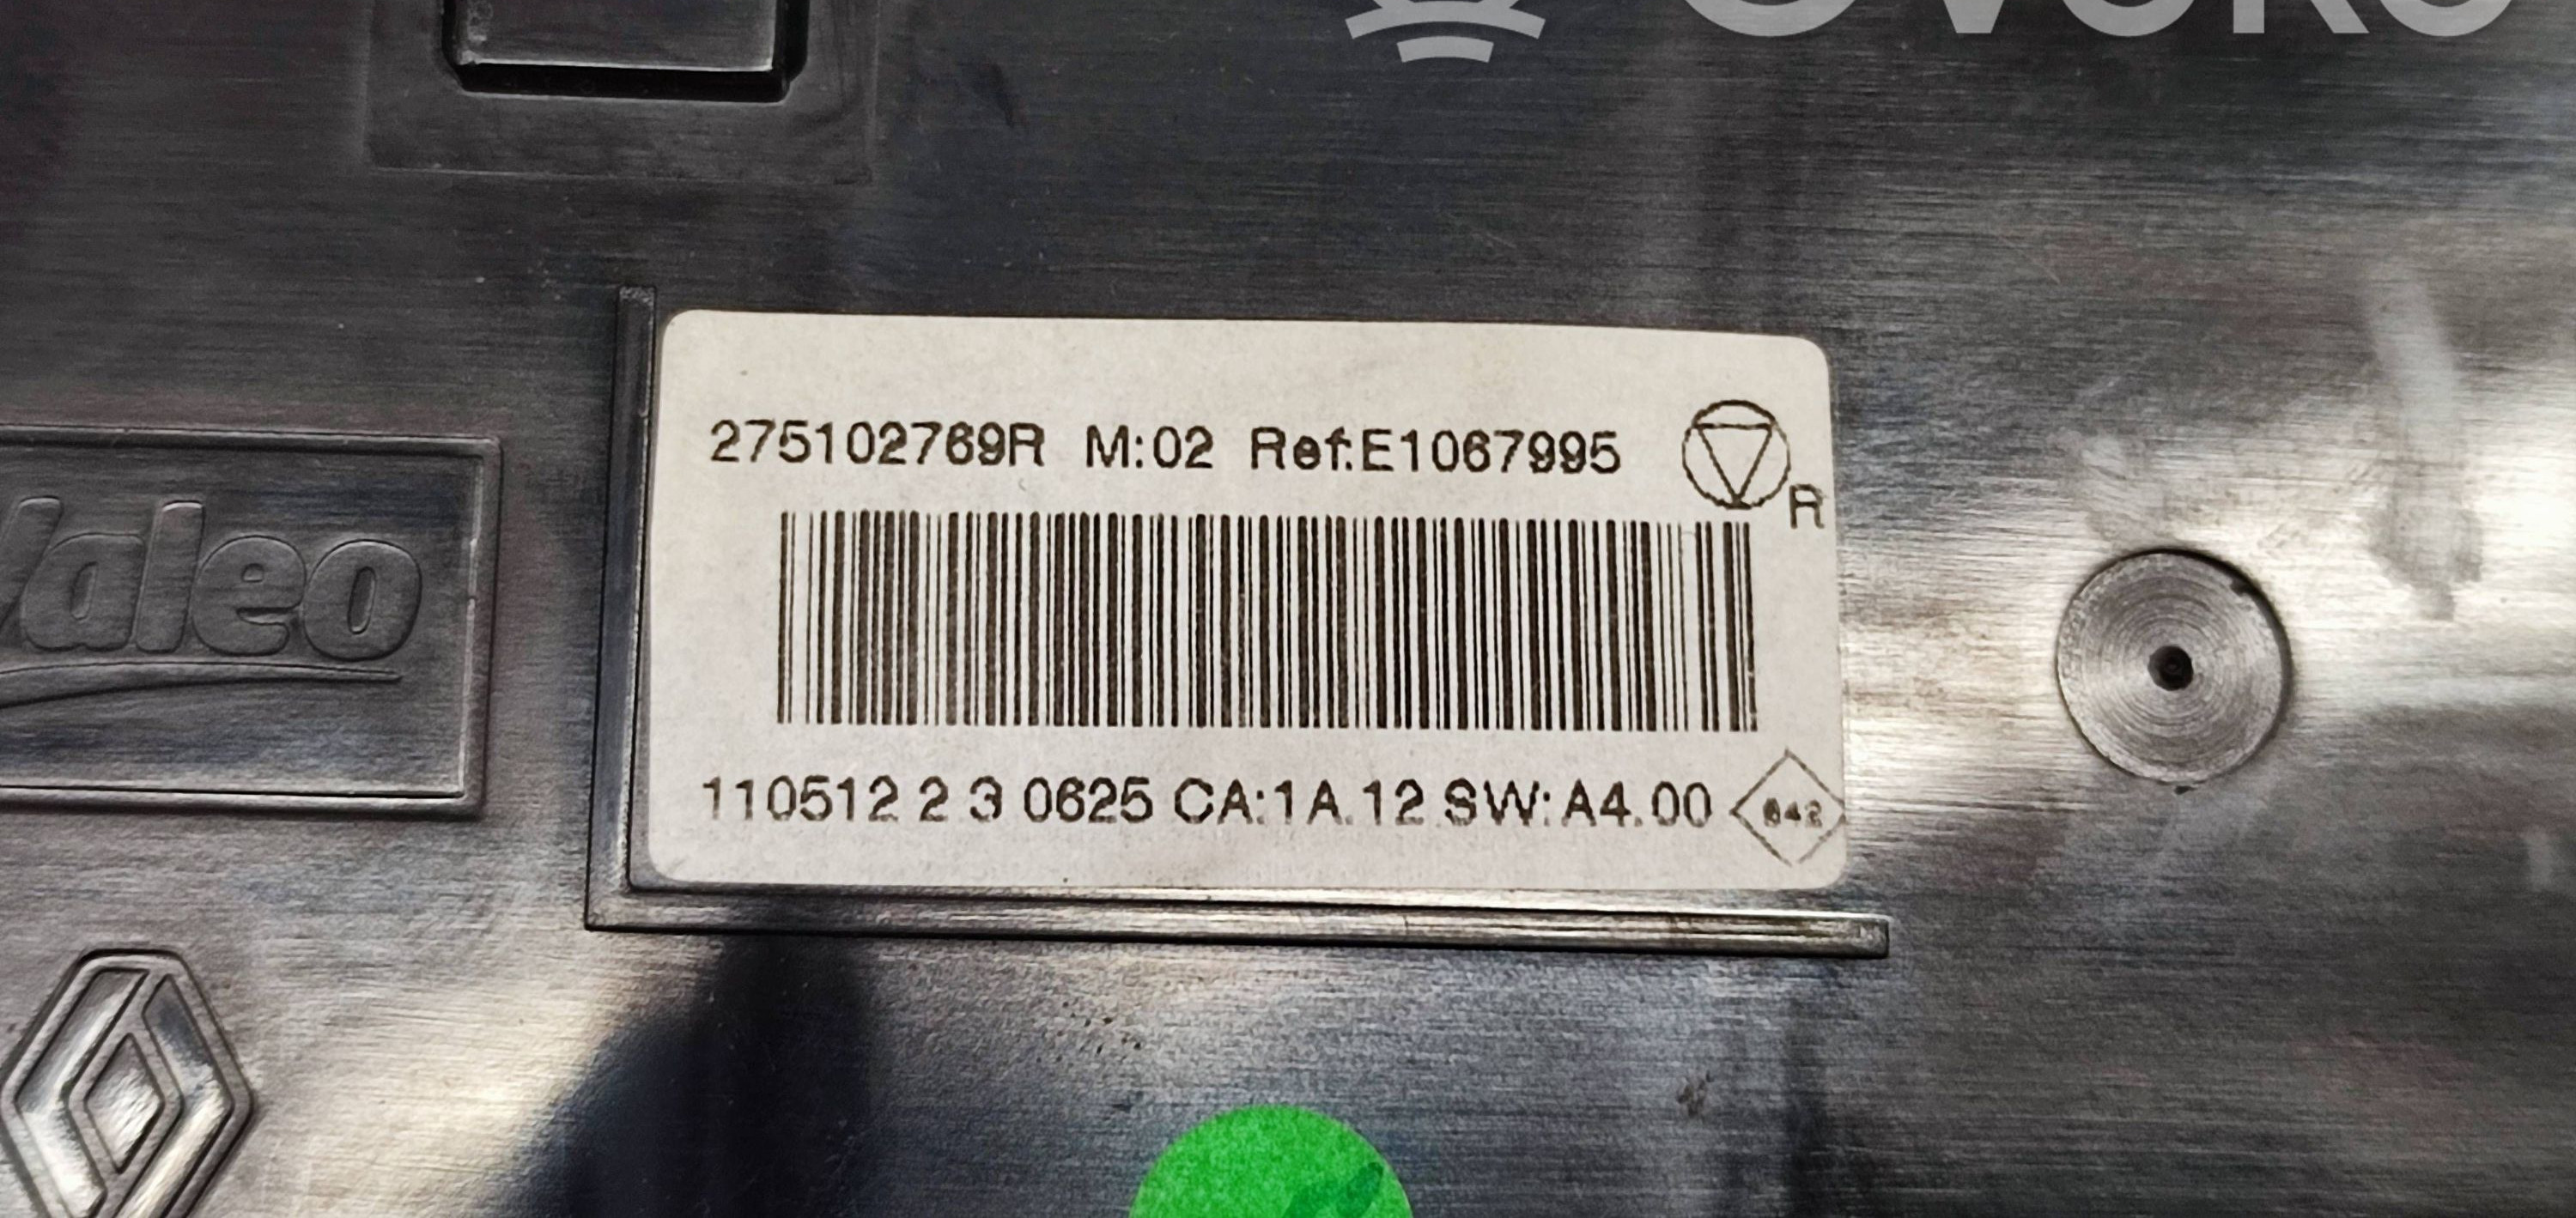 275102769R M:02 Ref:E1067995
R
Valeo
110512 2 3 0625 CA:1A.12 SW:A4.00